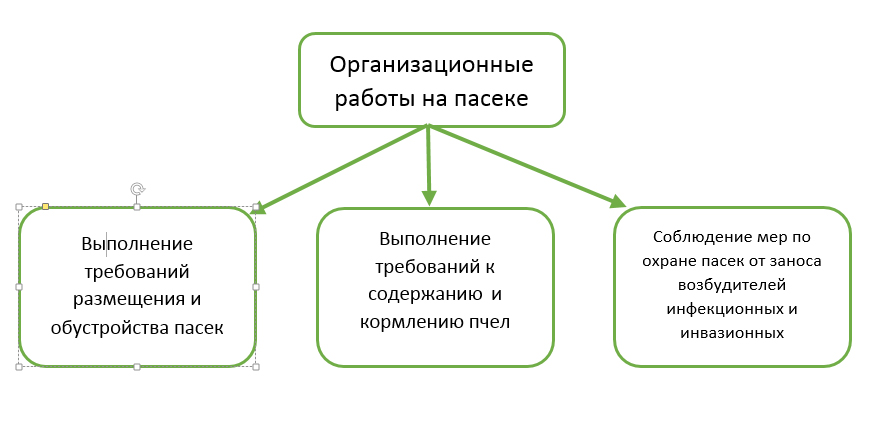 Организационные
работы на пасеке
Выполнение
требований
размещения и
обустройства пасек
Выполнение
требований к
содержанию и
кормлению пчел
Соблюдение мер по
охране пасек от заноса
возбудителей
инфекционных и
инвазионных